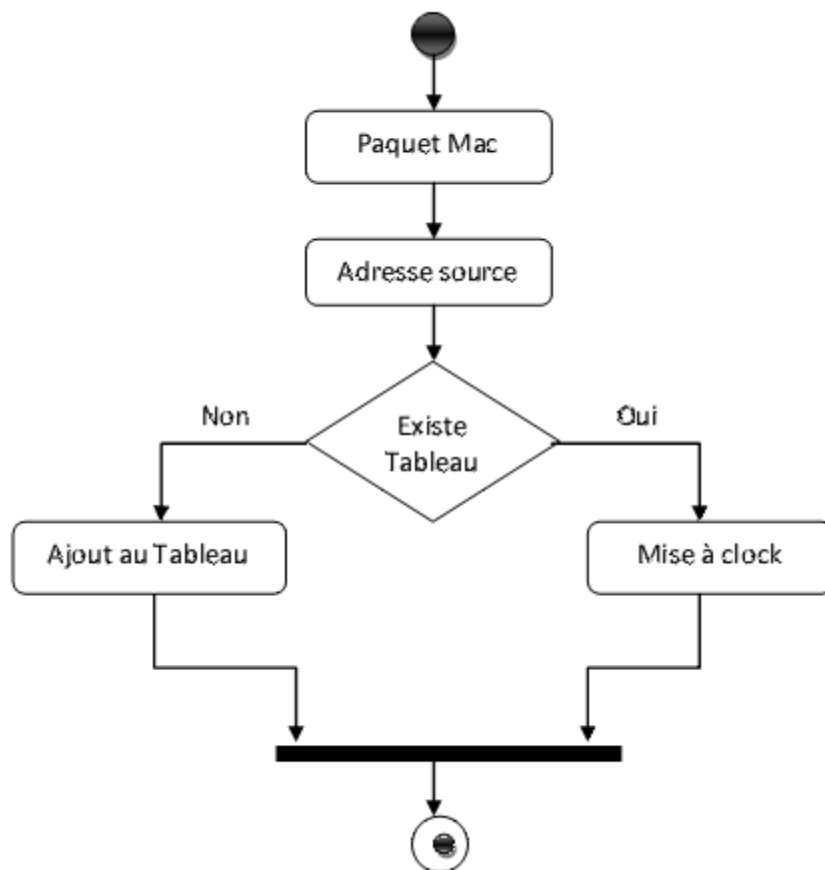 Paquet Mac
Adresse source
Non
Existe
Tableau
Oui
Ajout au Tableau
Mise à clock